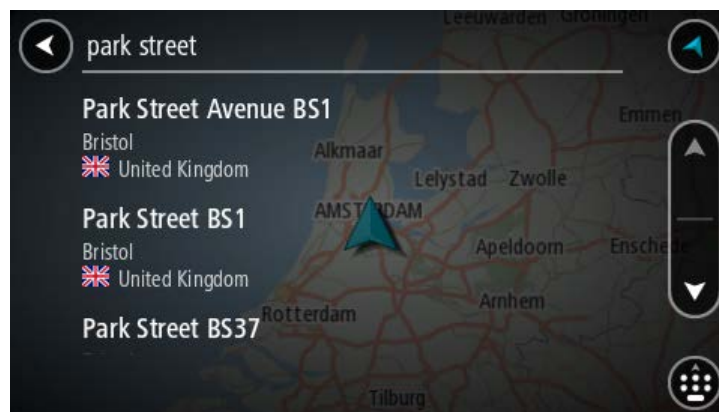 Leeuwarden Groningen
park street
Park Street Avenue BS1
Emmen
Bristol
Alkmaar
United Kingdom
Lelystad Zwolle
Park Street BS1
AMSTERDAM
Bristol
Apeldoorn
Enschede
United Kingdom
Arnhem
Rotterdam
Park Street BS37
Tilburg